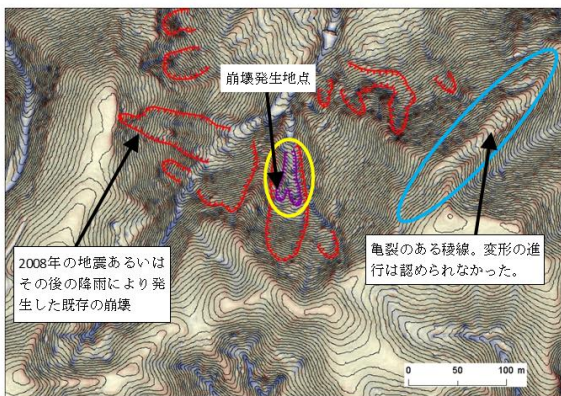 崩壊発生地点
2008年の地震あるいは
その後の降雨により発
生した既存の崩壊
亀裂のある稜線。変形の進
行は認められなかった。
0 50 100 m